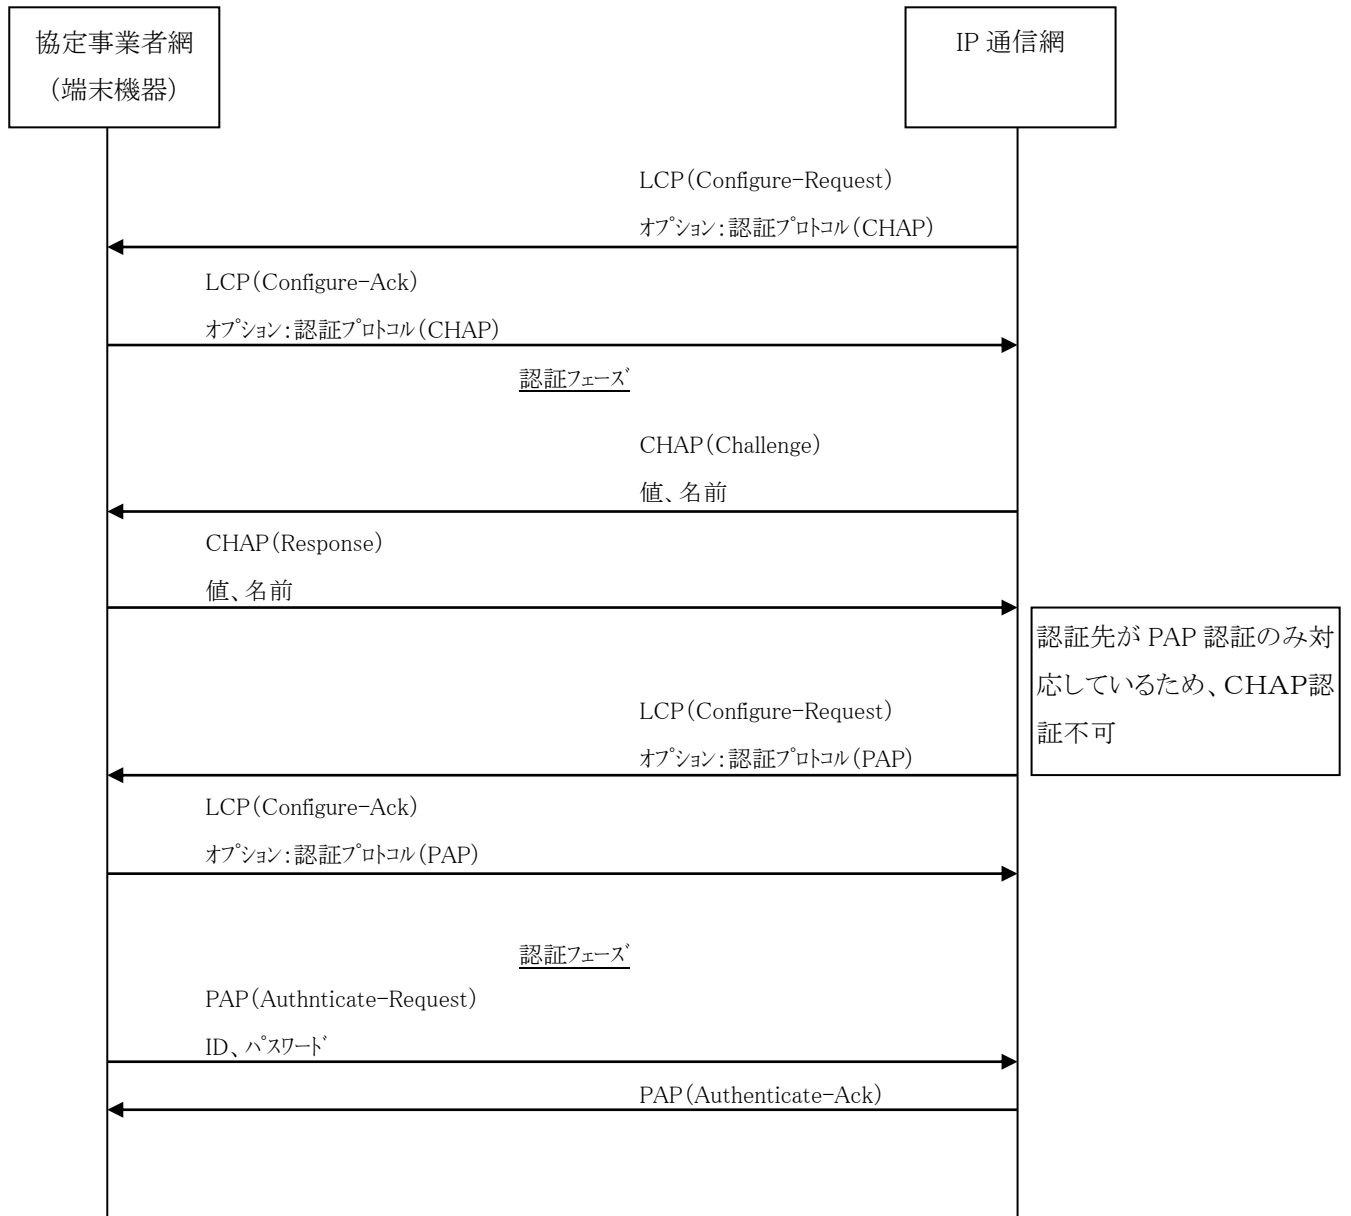 協定事業者網
（端末機器）
IP 通信網
LCP(Configure-Request)
ｵﾌﾟｼｮﾝ:認証ﾌﾟﾛﾄｺﾙ(CHAP)
LCP(Configure-Ack)
ｵﾌﾟｼｮﾝ:認証ﾌﾟﾛﾄｺﾙ(CHAP)
認証ﾌｪｰｽﾞ
CHAP(Challenge)
値、名前
CHAP(Response)
値、名前
認証先が PAP 認証のみ対
応しているため、CHAP認
証不可
LCP(Configure-Request)
ｵﾌﾟｼｮﾝ:認証ﾌﾟﾛﾄｺﾙ(PAP)
LCP(Configure-Ack)
ｵﾌﾟｼｮﾝ:認証ﾌﾟﾛﾄｺﾙ(PAP)
認証ﾌｪｰｽﾞ
PAP(Authnticate-Request)
ID、ﾊﾟｽﾜｰﾄﾞ
PAP(Authenticate-Ack)